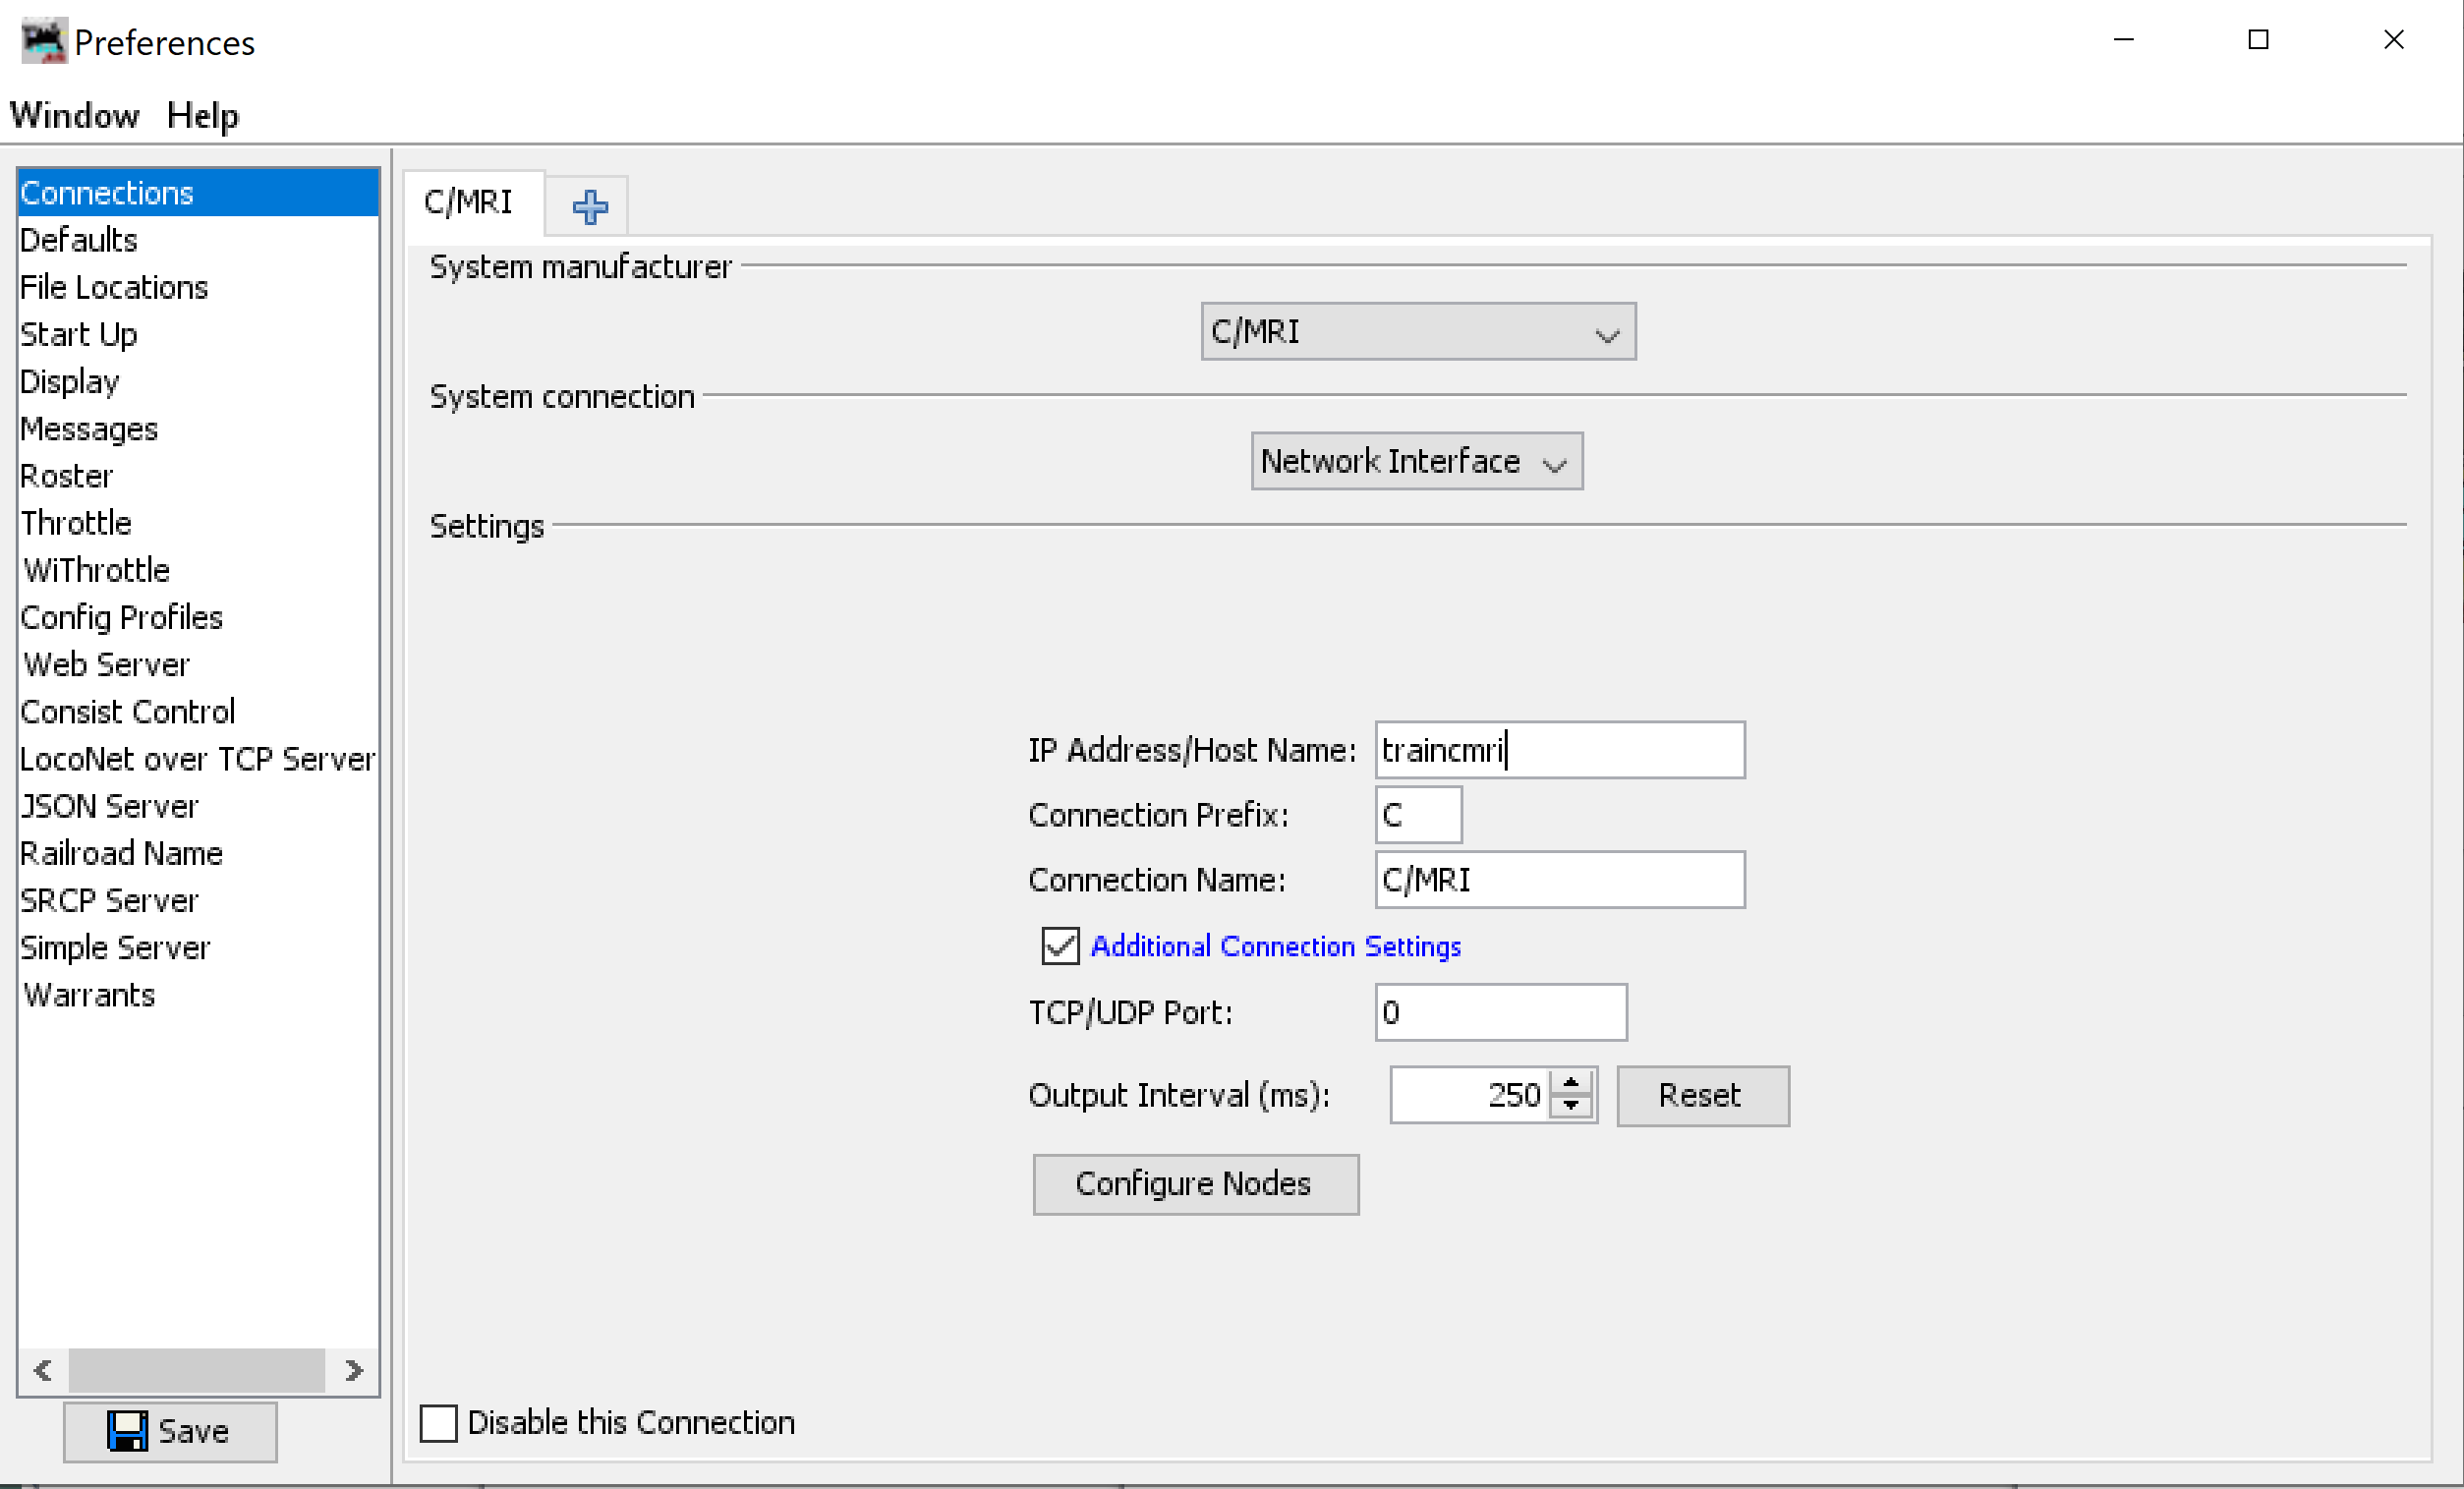 Preferences
Window Help
Connections
Defaults
File Locations
Start Up
Display
Messages
Roster
Throttle
WiThrottle
Config Profiles
Web Server
Consist Control
LocoNet over TCP Server
JSON Server
Railroad Name
SRCP Server
Simple Server
Warrants
Save
C/MRI
System manufacturer
C/MRI
System connection
Network Interface
Settings
IP Address/Host Name: traincmri
Connection Prefix: C
Connection Name: C/MRI
Additional Connection Settings
TCP/UDP Port: 0
Output Interval (ms): 250 Reset
Configure Nodes
Disable this Connection